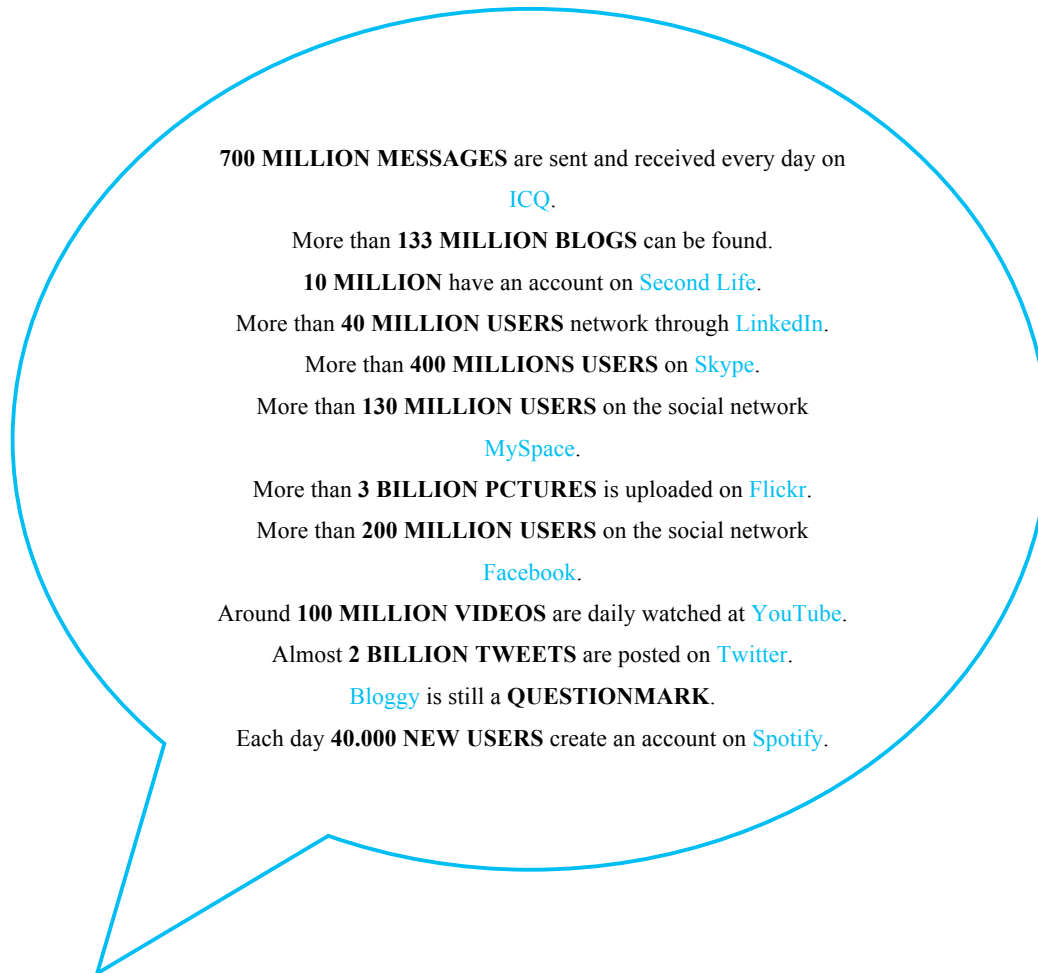 700 MILLION MESSAGES are sent and received every day on
ICQ.
More than 133 MILLION BLOGS can be found.
10 MILLION have an account on Second Life.
More than 40 MILLION USERS network through LinkedIn.
More than 400 MILLIONS USERS on Skype.
More than 130 MILLION USERS on the social network
MySpace.
More than 3 BILLION PCTURES is uploaded on Flickr.
More than 200 MILLION USERS on the social network
Facebook.
Around 100 MILLION VIDEOS are daily watched at YouTube.
Almost 2 BILLION TWEETS are posted on Twitter.
Bloggy is still a QUESTIONMARK.
Each day 40.000 NEW USERS create an account on Spotify.